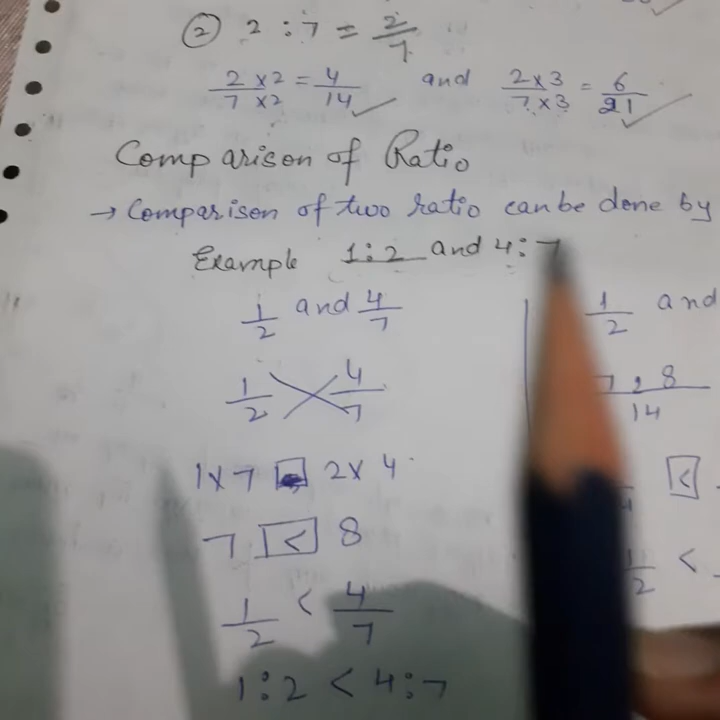 ② 2 : 7 = 2/7
2×2/7×2 = 4/14 ✓ and 2×3/7×3 = 6/21 ✓
Comparison of Ratio
→ Comparison of two ratio can be done by
Example 1:2 and 4:7
1/2 and 4/7
1/2 4/7
1×7 2×4
7 < 8
1/2 < 4/7
1:2 < 4:7
1/2 and
7, 8
14
<
1/2 <